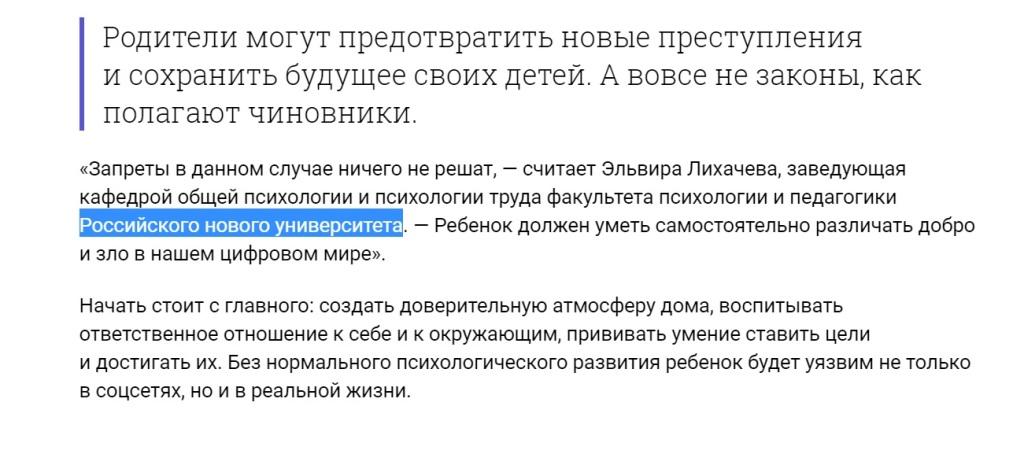 Родители могут предотвратить новые преступления
и сохранить будущее своих детей. А вовсе не законы, как
полагают чиновники.
«Запреты в данном случае ничего не решат, — считает Эльвира Лихачева, заведующая
кафедрой общей психологии и психологии труда факультета психологии и педагогики
Российского нового университета. — Ребенок должен уметь самостоятельно различать добро
и зло в нашем цифровом мире».
Начать стоит с главного: создать доверительную атмосферу дома, воспитывать
ответственное отношение к себе и к окружающим, прививать умение ставить цели
и достигать их. Без нормального психологического развития ребенок будет уязвим не только
в соцсетях, но и в реальной жизни.